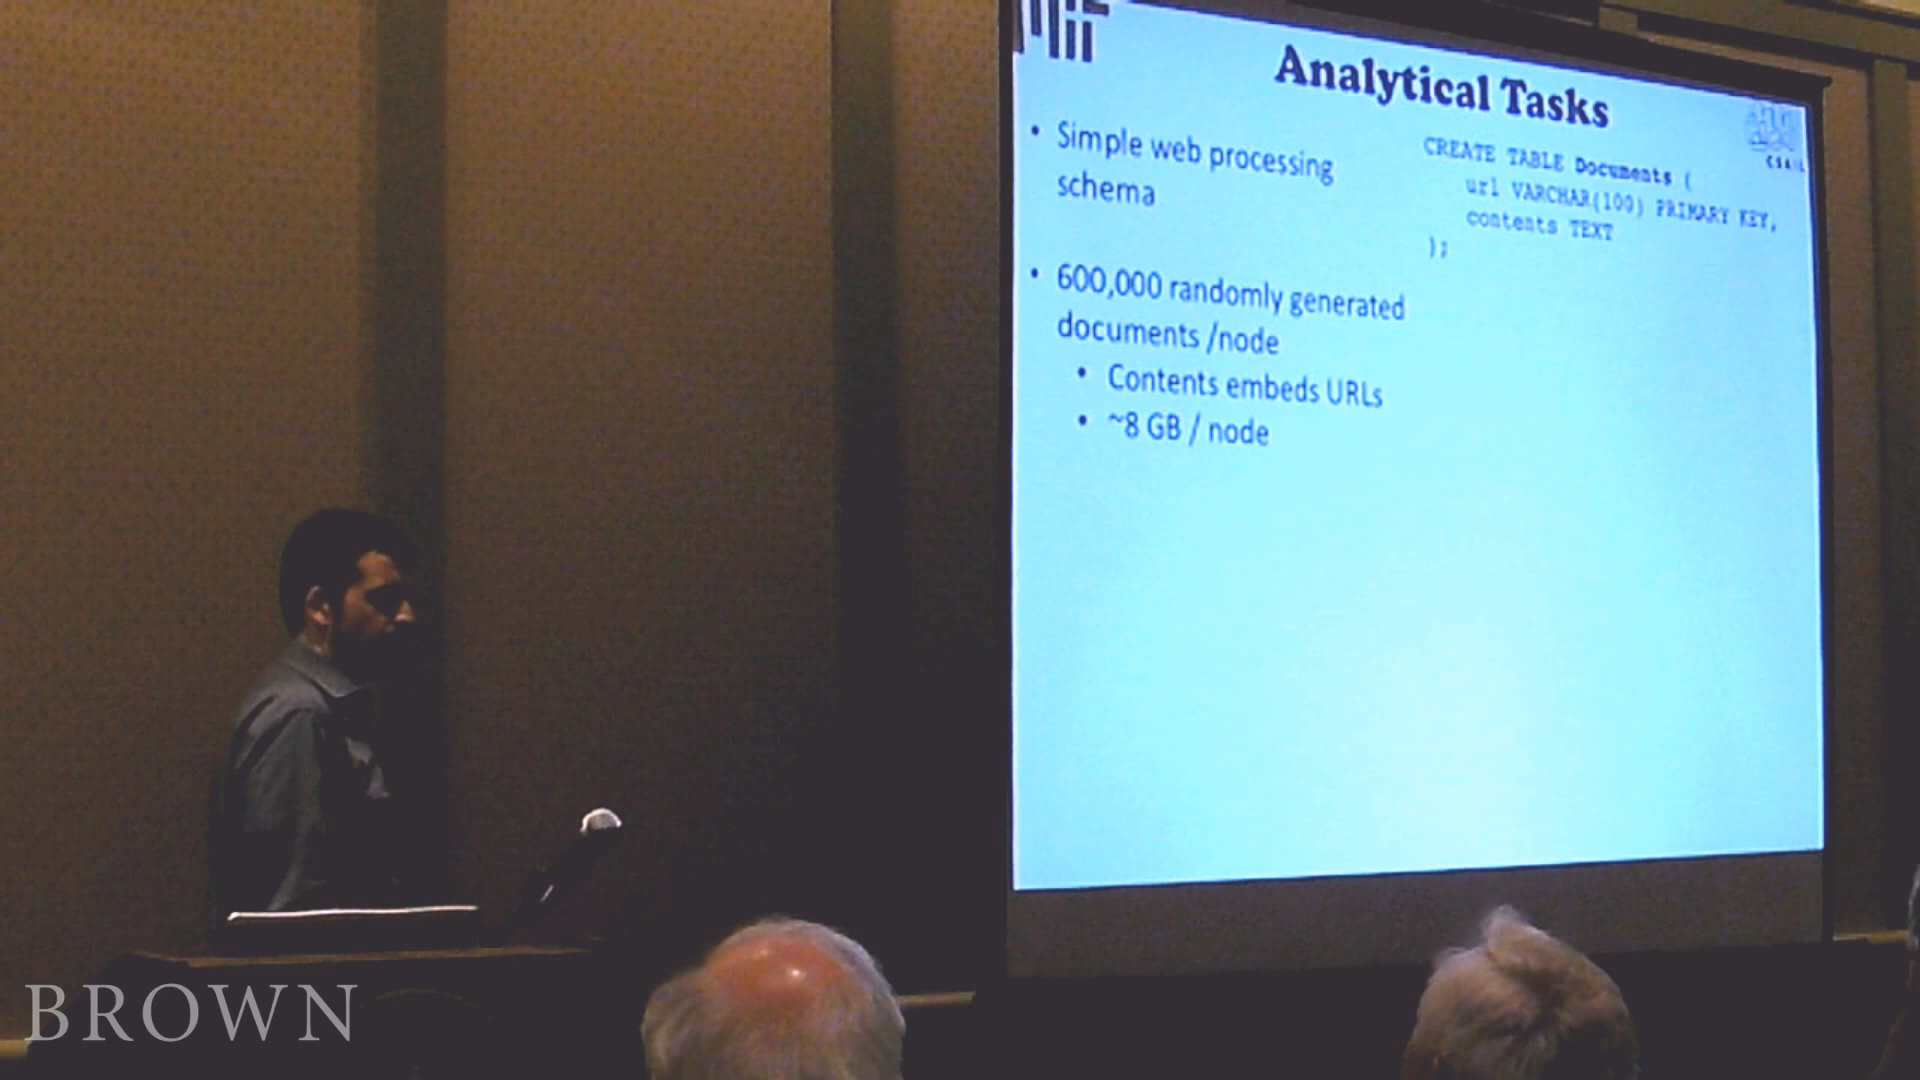 MIT
Analytical Tasks
• Simple web processing
schema
CREATE TABLE Documents (
url VARCHAR(100) PRIMARY KEY,
contents TEXT
);
• 600,000 randomly generated
documents /node
• Contents embeds URLs
• ~8 GB / node
CSAIL
BROWN